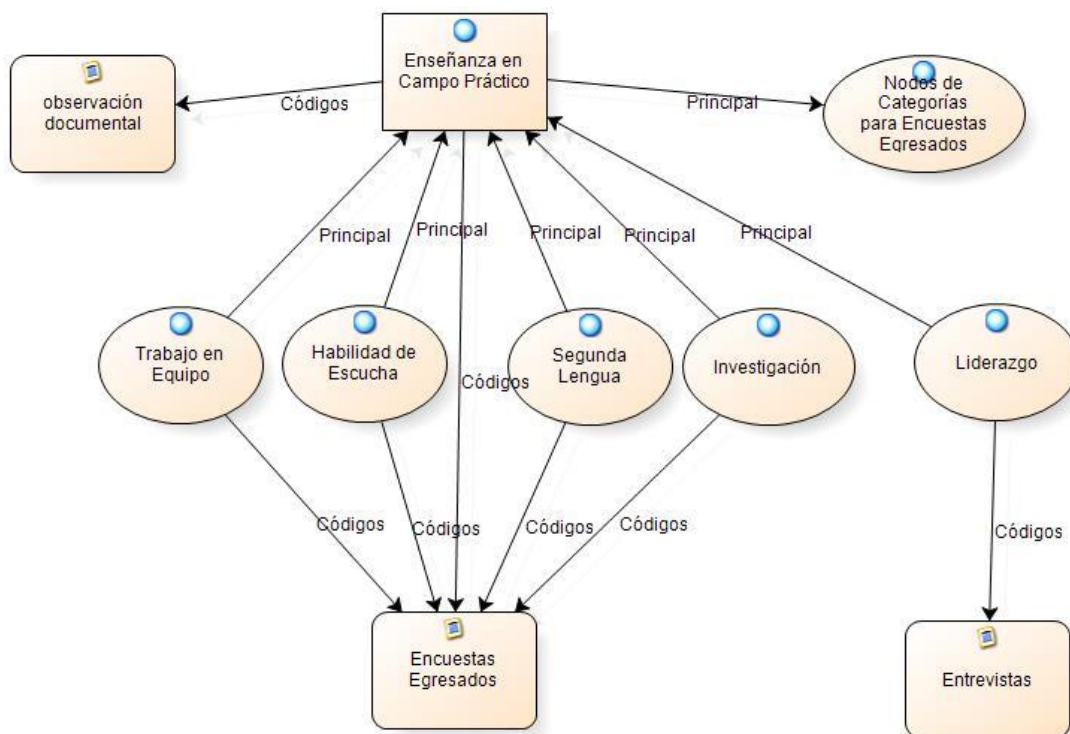 Enseñanza en
Campo Práctico
observación
documental
Códigos
Principal
Nodos de
Categorías
para Encuestas
Egresados
Principal
Principal
Principal
Principal
Principal
Trabajo en
Equipo
Habilidad de
Escucha
Segunda
Lengua
Investigación
Liderazgo
Códigos
Códigos
Códigos
Códigos
Códigos
Códigos
Encuestas
Egresados
Entrevistas